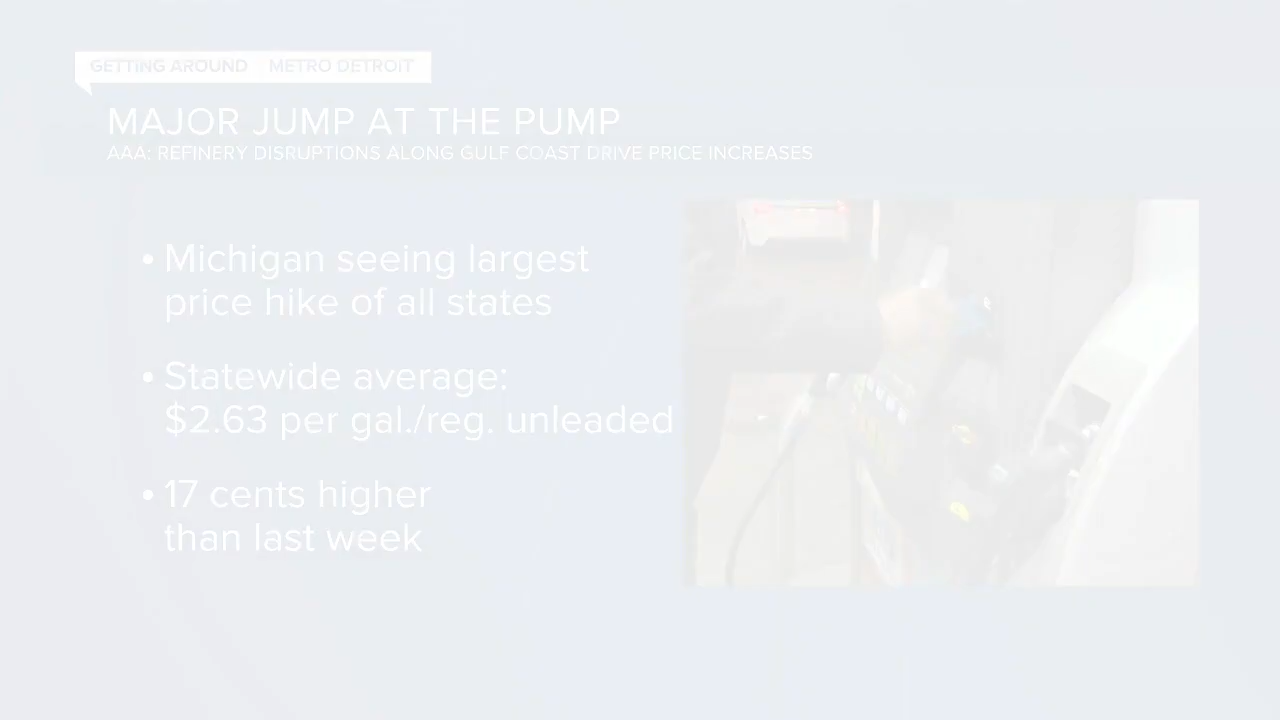 GETTING AROUND METRO DETROIT
MAJOR JUMP AT THE PUMP
AAA: REFINERY DISRUPTIONS ALONG GULF COAST DRIVE PRICE INCREASES
• Michigan seeing largest
price hike of all states
• Statewide average:
$2.63 per gal./reg. unleaded
• 17 cents higher
than last week